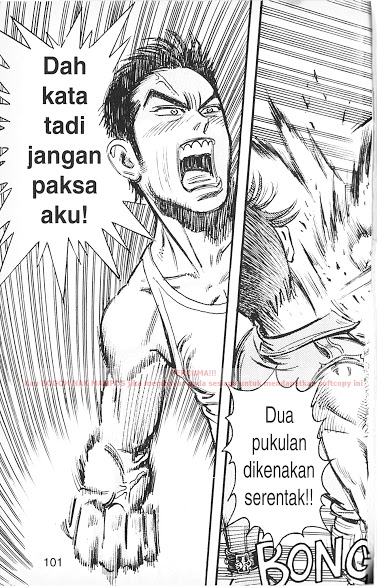 Dah
kata
tadi
jangan
paksa
aku!
Dua
pukulan
dikenakan
serentak!!
BONG
101